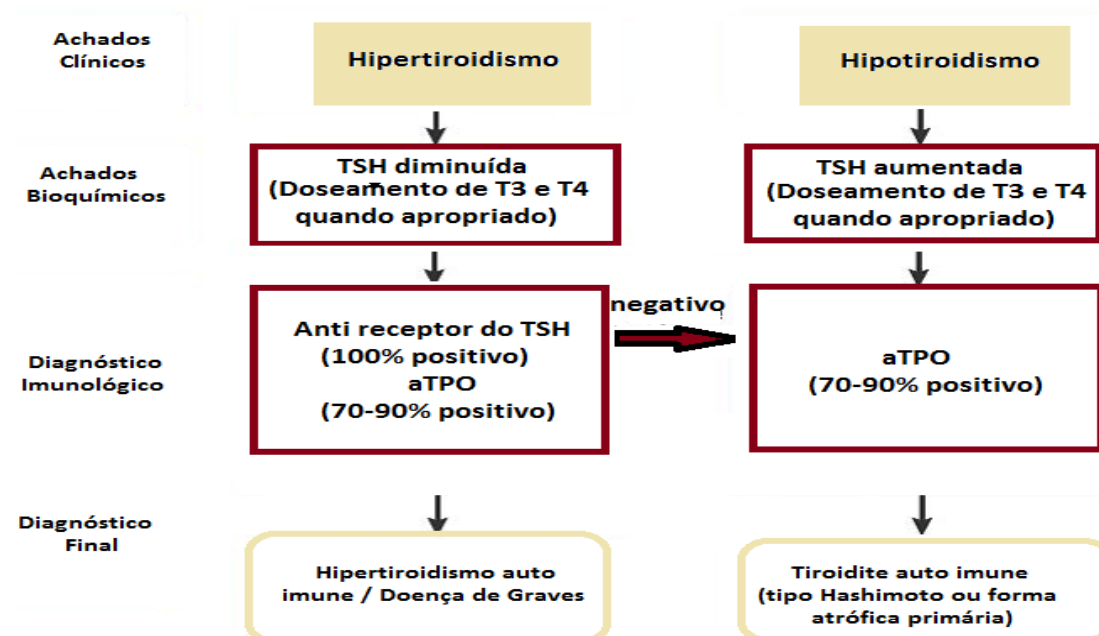 Achados
Clínicos
Hipertiroidismo
Hipotiroidismo
Achados
Bioquímicos
TSH diminuída
(Doseamento de T3 e T4
quando apropriado)
TSH aumentada
(Doseamento de T3 e T4
quando apropriado)
Diagnóstico
Imunológico
Anti receptor do TSH
(100% positivo)
aTPO
(70-90% positivo)
negativo
aTPO
(70-90% positivo)
Diagnóstico
Final
Hipertiroidismo auto
imune / Doença de Graves
Tiroidite auto imune
(tipo Hashimoto ou forma
atrófica primária)